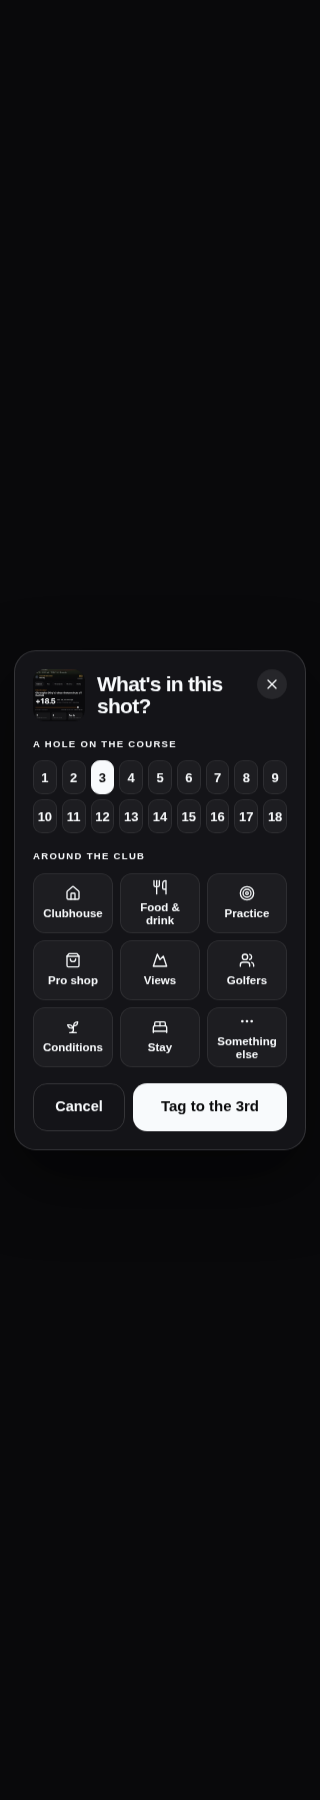 +18.5
What's in this
shot?
A HOLE ON THE COURSE
1 2 3 4 5 6 7 8 9
10 11 12 13 14 15 16 17 18
AROUND THE CLUB
Clubhouse
Food &
drink
Practice
Pro shop
Views
Golfers
Conditions
Stay
Something
else
Cancel
Tag to the 3rd